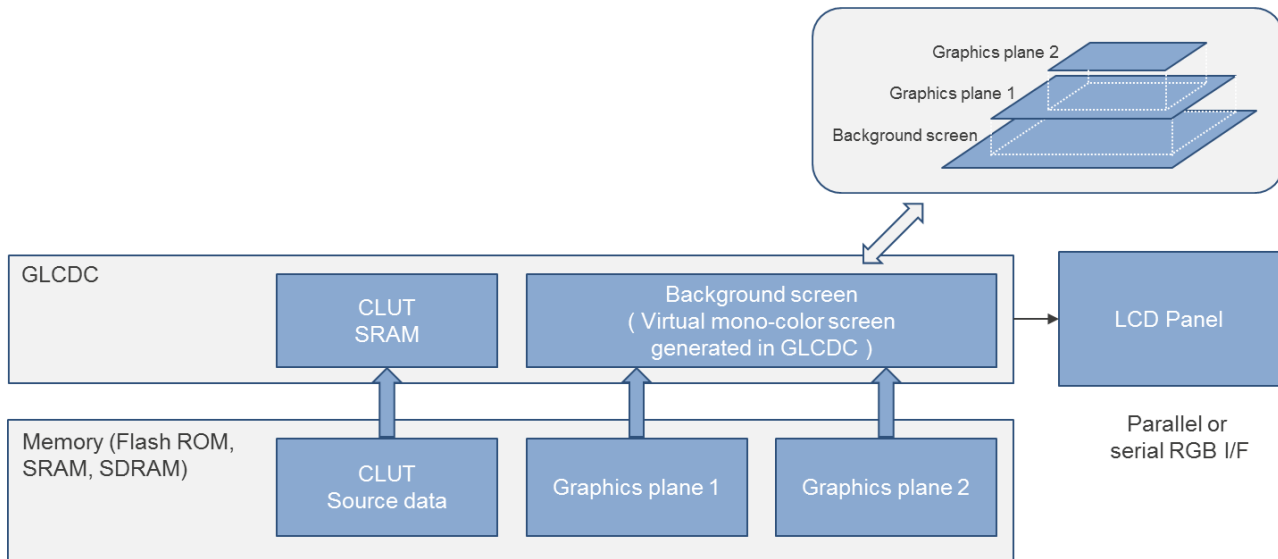 Graphics plane 2
Graphics plane 1
Background screen
GLCDC
CLUT
SRAM
Background screen
( Virtual mono-color screen
generated in GLCDC )
LCD Panel
Memory (Flash ROM,
SRAM, SDRAM)
CLUT
Source data
Graphics plane 1
Graphics plane 2
Parallel or
serial RGB I/F